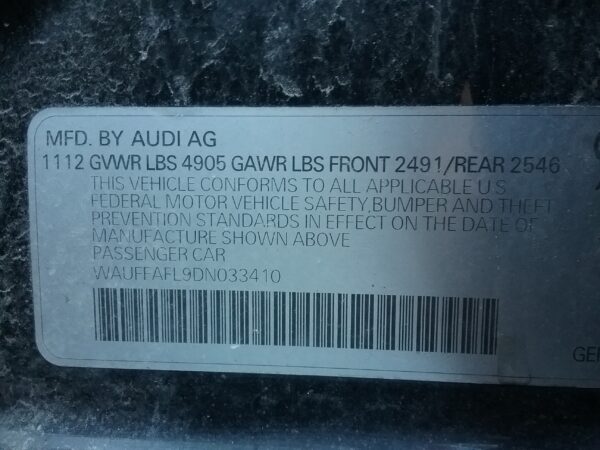 MFD. BY AUDI AG
1112 GVWR LBS 4905 GAWR LBS FRONT 2491/REAR 2546
THIS VEHICLE CONFORMS TO ALL APPLICABLE U.S.
FEDERAL MOTOR VEHICLE SAFETY,BUMPER AND THEFT
PREVENTION STANDARDS IN EFFECT ON THE DATE OF
MANUFACTURE SHOWN ABOVE
PASSENGER CAR
WAUFFAFL9DN033410